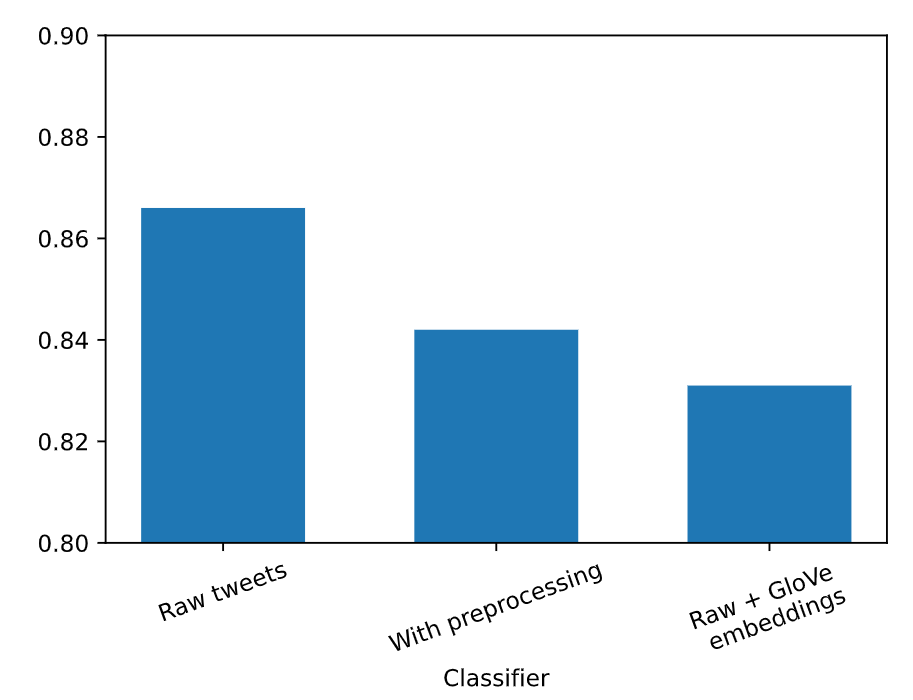 0.90
0.88
0.86
0.84
0.82
0.80
Raw tweets
With preprocessing
Raw + GloVe
embeddings
Classifier